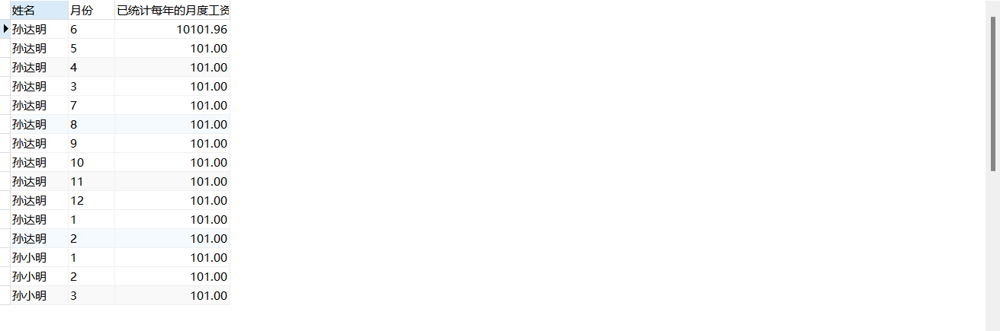 姓名 月份 已统计每年的月度工资
孙达明 6 10101.96
孙达明 5 101.00
孙达明 4 101.00
孙达明 3 101.00
孙达明 7 101.00
孙达明 8 101.00
孙达明 9 101.00
孙达明 10 101.00
孙达明 11 101.00
孙达明 12 101.00
孙达明 1 101.00
孙达明 2 101.00
孙小明 1 101.00
孙小明 2 101.00
孙小明 3 101.00